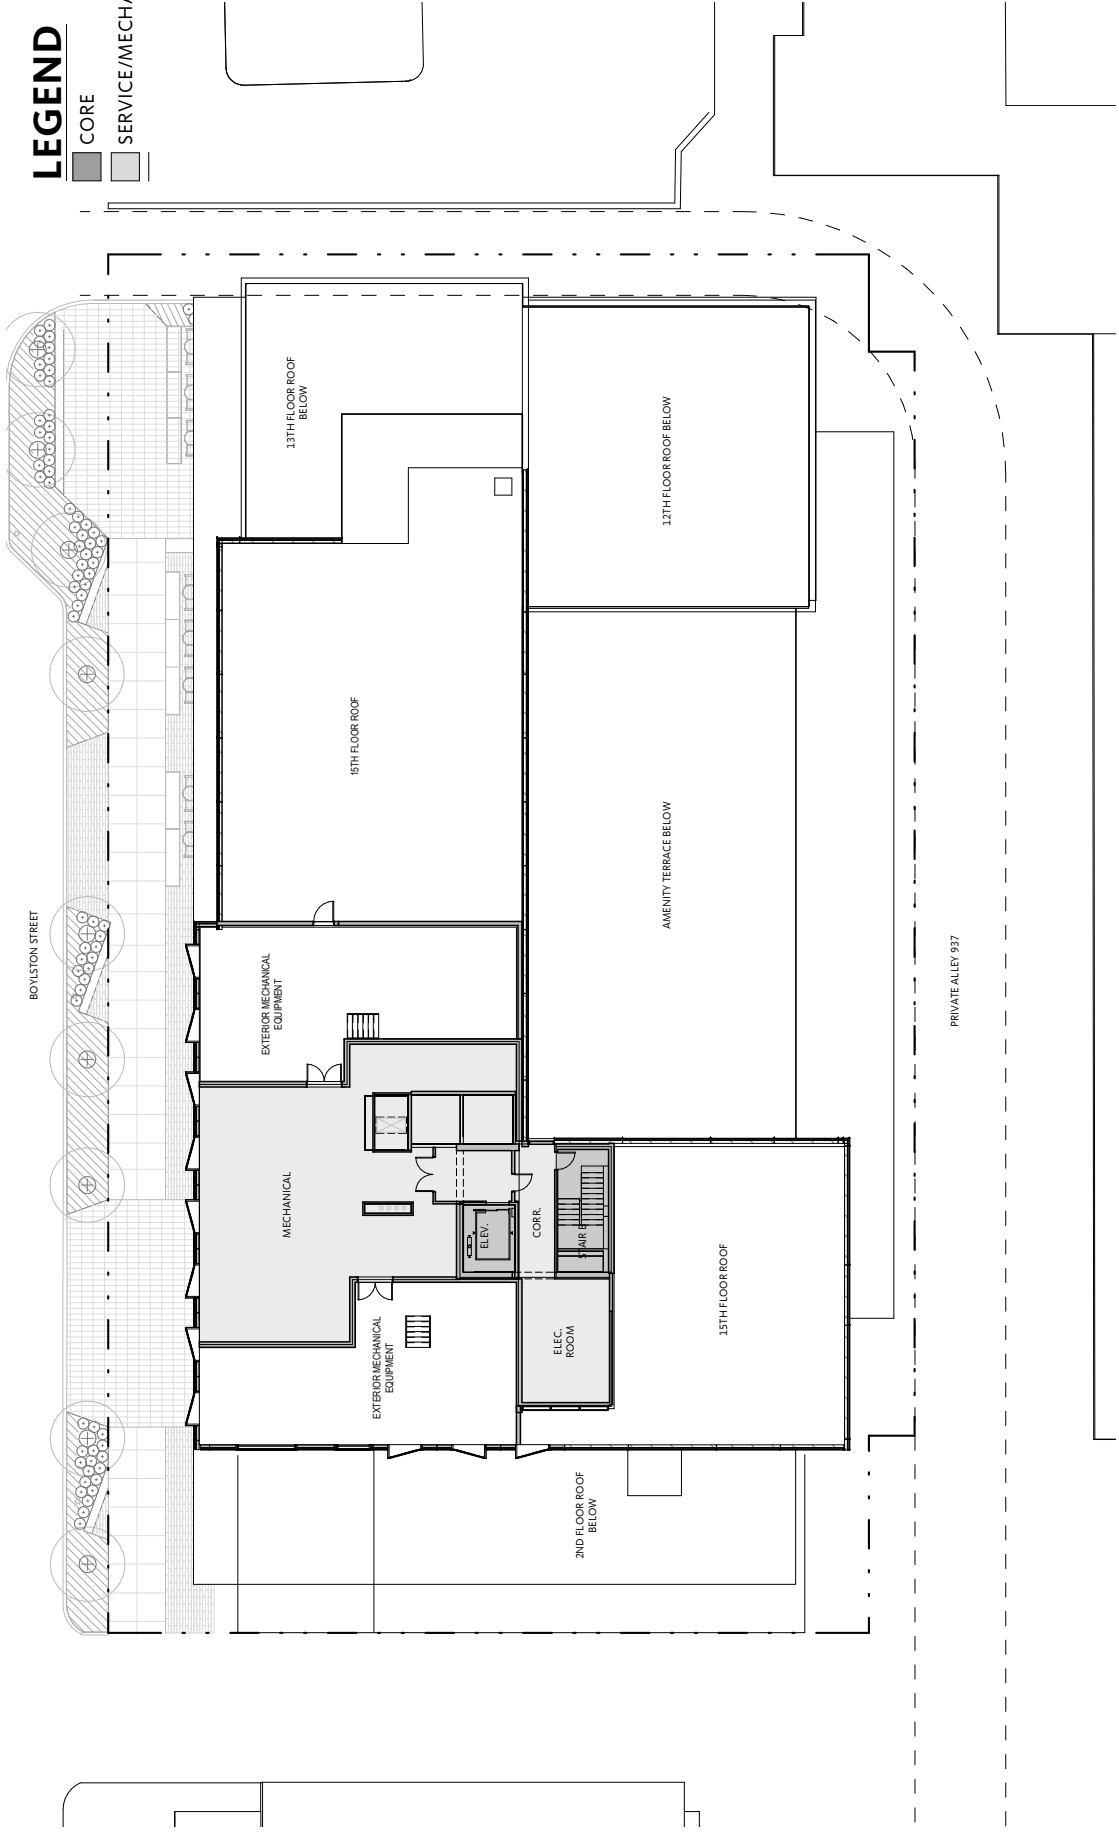 LEGEND
CORE
SERVICE/MECHA
13TH FLOOR ROOF
BELOW
12TH FLOOR ROOF BELOW
15TH FLOOR ROOF
AMENITY TERRACE BELOW
BOYLSTON STREET
PRIVATE ALLEY 937
EXTERIOR MECHANICAL
EQUIPMENT
MECHANICAL
ELEV.
CORR.
STAIR B
15TH FLOOR ROOF
ELEC.
ROOM
EXTERIOR MECHANICAL
EQUIPMENT
2ND FLOOR ROOF
BELOW